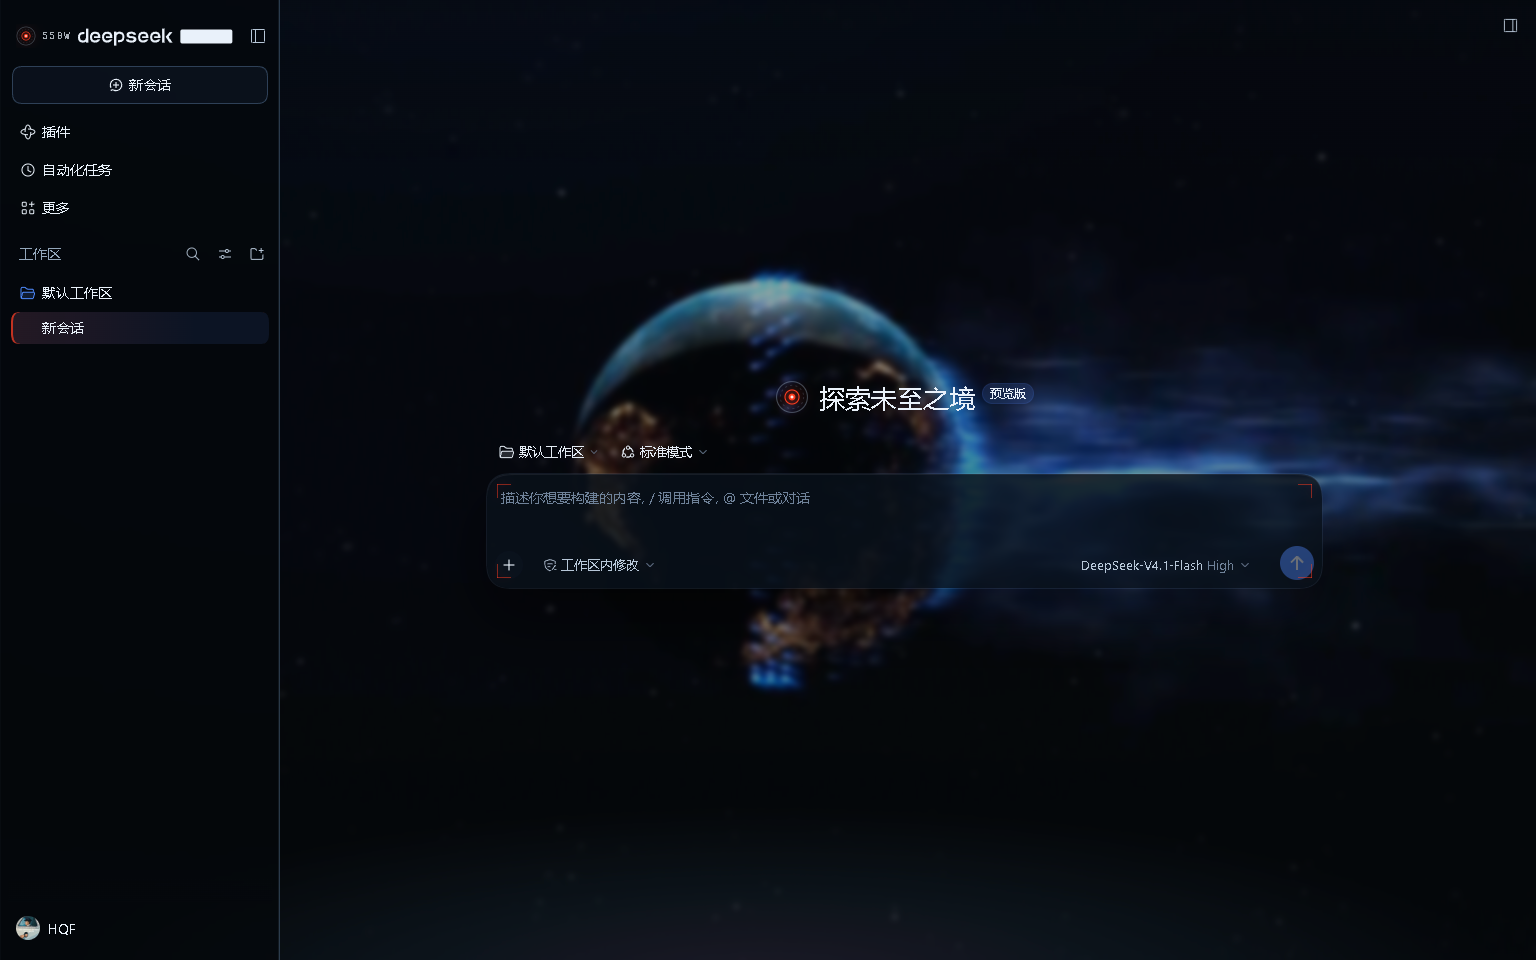 550W deepseek
新会话
插件
自动化任务
更多
工作区
默认工作区
新会话
探索未至之境 预览版
默认工作区 标准模式
描述你想要构建的内容, / 调用指令, @ 文件或对话
工作区内修改 DeepSeek-V4.1-Flash High
HQF